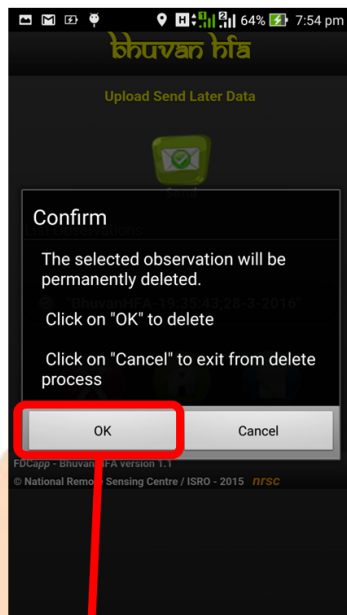 64% 7:54 pm
bhuvan hfa
Upload Send Later Data
Send
Confirm
Observations
The selected observation will be
permanently deleted.
"BhuvanHFA-19:35:43;28-3-2016"
Click on "OK" to delete
Click on "Cancel" to exit from delete
process
OK Cancel
FDCapp - Bhuvan HFA version 1.1
© National Remote Sensing Centre / ISRO - 2015 nrsc